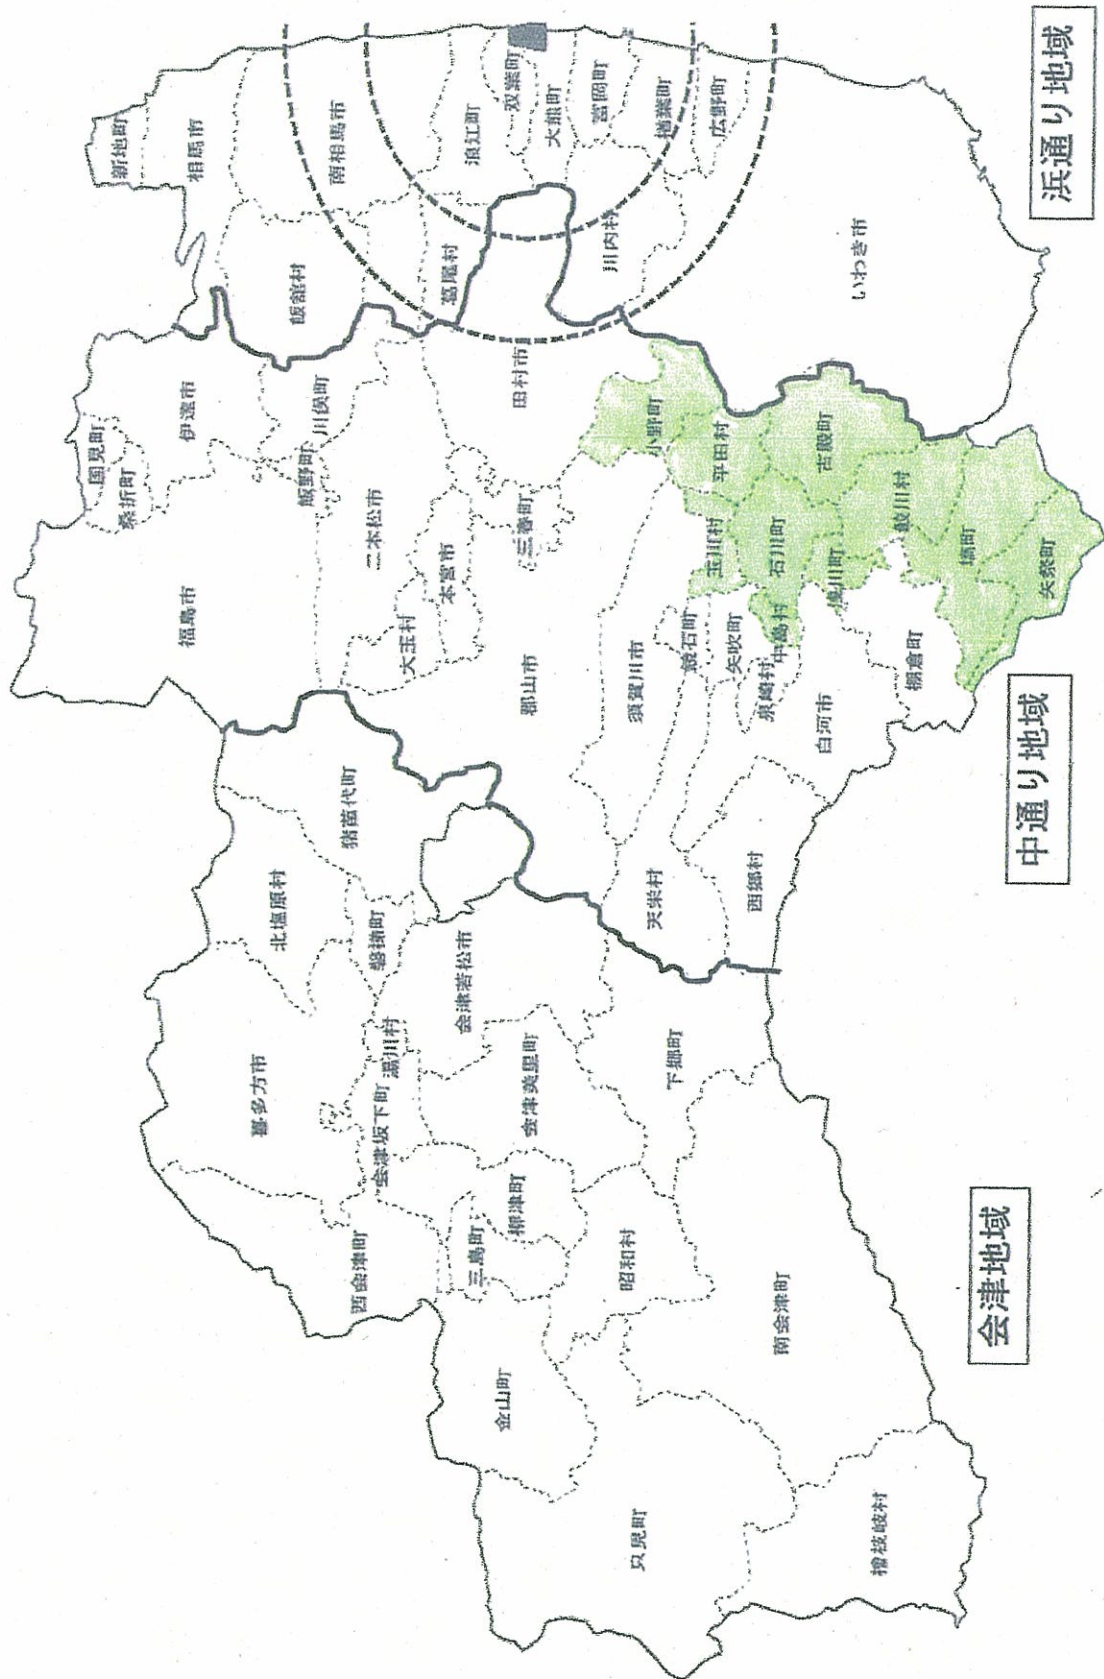 新地町
相馬市
南相馬市
飯舘村
浪江町
双葉町
大熊町
富岡町
楢葉町
広野町
葛尾村
川内村
いわき市
浜通り地域
国見町
桑折町
伊達市
福島市
川俣町
飯野町
二本松市
大玉村
本宮市
三春町
田村市
郡山市
小野町
平田村
須賀川市
玉川村
石川町
古殿町
鏡石町
矢吹町
中島村
浅川町
鮫川村
泉崎村
白河市
棚倉町
塙町
矢祭町
天栄村
西郷村
中通り地域
猪苗代町
北塩原村
磐梯町
喜多方市
会津若松市
湯川村
会津坂下町
会津美里町
下郷町
西会津町
柳津町
三島町
昭和村
金山町
南会津町
只見町
檜枝岐村
会津地域